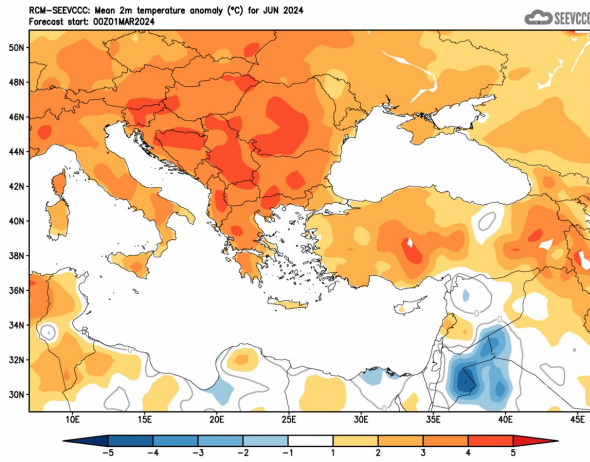 RCM-SEEVCCC: Mean 2m temperature anomaly (°C) for JUN 2024
Forecast start: 00Z01MAR2024
SEEVCCC
50N
48N
46N
44N
42N
40N
38N
36N
34N
32N
30N
10E 15E 20E 25E 30E 35E 40E 45E
-5 -4 -3 -2 -1 1 2 3 4 5